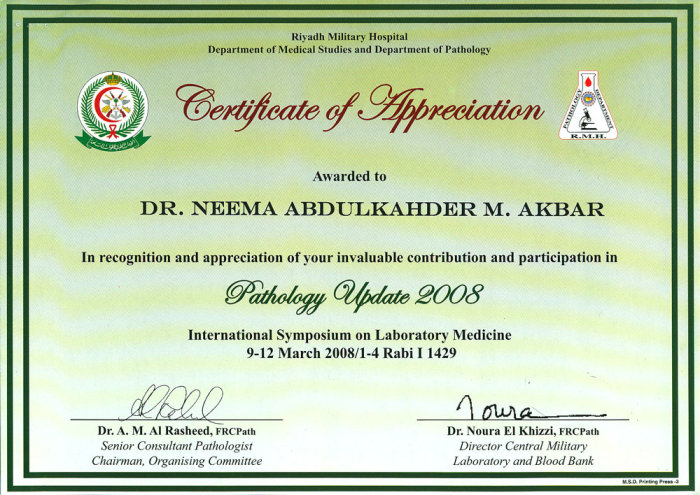 Riyadh Military Hospital
Department of Medical Studies and Department of Pathology
Certificate of Appreciation
PATHOLOGY DEPARTMENT
R.M.H.
Awarded to
DR. NEEMA ABDULKAHDER M. AKBAR
In recognition and appreciation of your invaluable contribution and participation in
Pathology Update 2008
International Symposium on Laboratory Medicine
9-12 March 2008/1-4 Rabi I 1429
Noura
Dr. A. M. Al Rasheed, FRCPath
Senior Consultant Pathologist
Chairman, Organising Committee
Dr. Noura El Khizzi, FRCPath
Director Central Military
Laboratory and Blood Bank
M.S.D. Printing Press -3